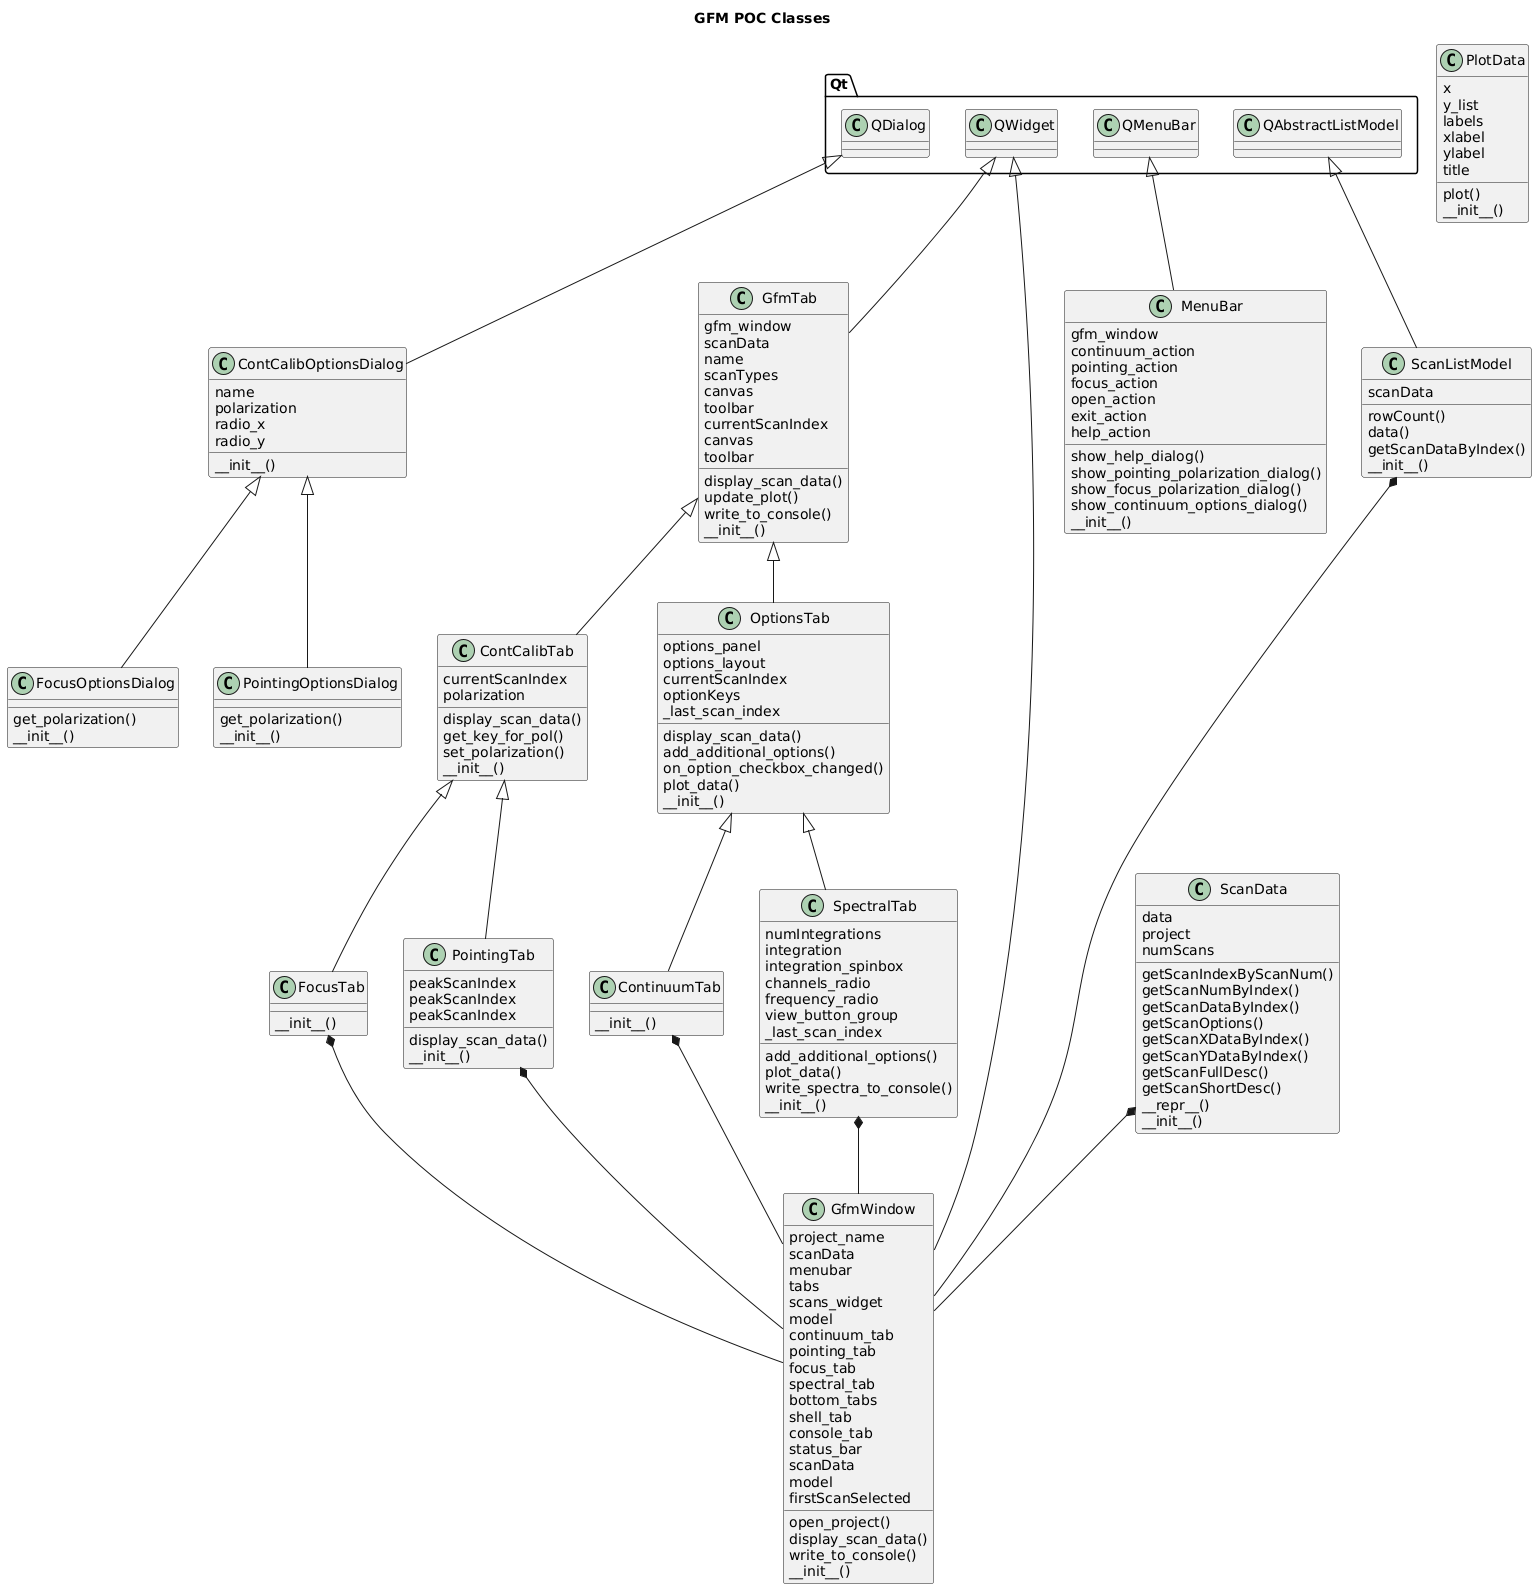 GFM POC Classes
Qt
C QDialog
C QWidget
C QMenuBar
C QAbstractListModel
C PlotData
x
y_list
labels
xlabel
ylabel
title
plot()
__init__()
C ContCalibOptionsDialog
name
polarization
radio_x
radio_y
__init__()
C GfmTab
gfm_window
scanData
name
scanTypes
canvas
toolbar
currentScanIndex
canvas
toolbar
display_scan_data()
update_plot()
write_to_console()
__init__()
C MenuBar
gfm_window
continuum_action
pointing_action
focus_action
open_action
exit_action
help_action
show_help_dialog()
show_pointing_polarization_dialog()
show_focus_polarization_dialog()
show_continuum_options_dialog()
__init__()
C ScanListModel
scanData
rowCount()
data()
getScanDataByIndex()
__init__()
C FocusOptionsDialog
get_polarization()
__init__()
C PointingOptionsDialog
get_polarization()
__init__()
C ContCalibTab
currentScanIndex
polarization
display_scan_data()
get_key_for_pol()
set_polarization()
__init__()
C OptionsTab
options_panel
options_layout
currentScanIndex
optionKeys
_last_scan_index
display_scan_data()
add_additional_options()
on_option_checkbox_changed()
plot_data()
__init__()
C FocusTab
__init__()
C PointingTab
peakScanIndex
peakScanIndex
peakScanIndex
display_scan_data()
__init__()
C ContinuumTab
__init__()
C SpectralTab
numIntegrations
integration
integration_spinbox
channels_radio
frequency_radio
view_button_group
_last_scan_index
add_additional_options()
plot_data()
write_spectra_to_console()
__init__()
C ScanData
data
project
numScans
getScanIndexByScanNum()
getScanNumByIndex()
getScanDataByIndex()
getScanOptions()
getScanXDataByIndex()
getScanYDataByIndex()
getScanFullDesc()
getScanShortDesc()
__repr__()
__init__()
C GfmWindow
project_name
scanData
menubar
tabs
scans_widget
model
continuum_tab
pointing_tab
focus_tab
spectral_tab
bottom_tabs
shell_tab
console_tab
status_bar
scanData
model
firstScanSelected
open_project()
display_scan_data()
write_to_console()
__init__()